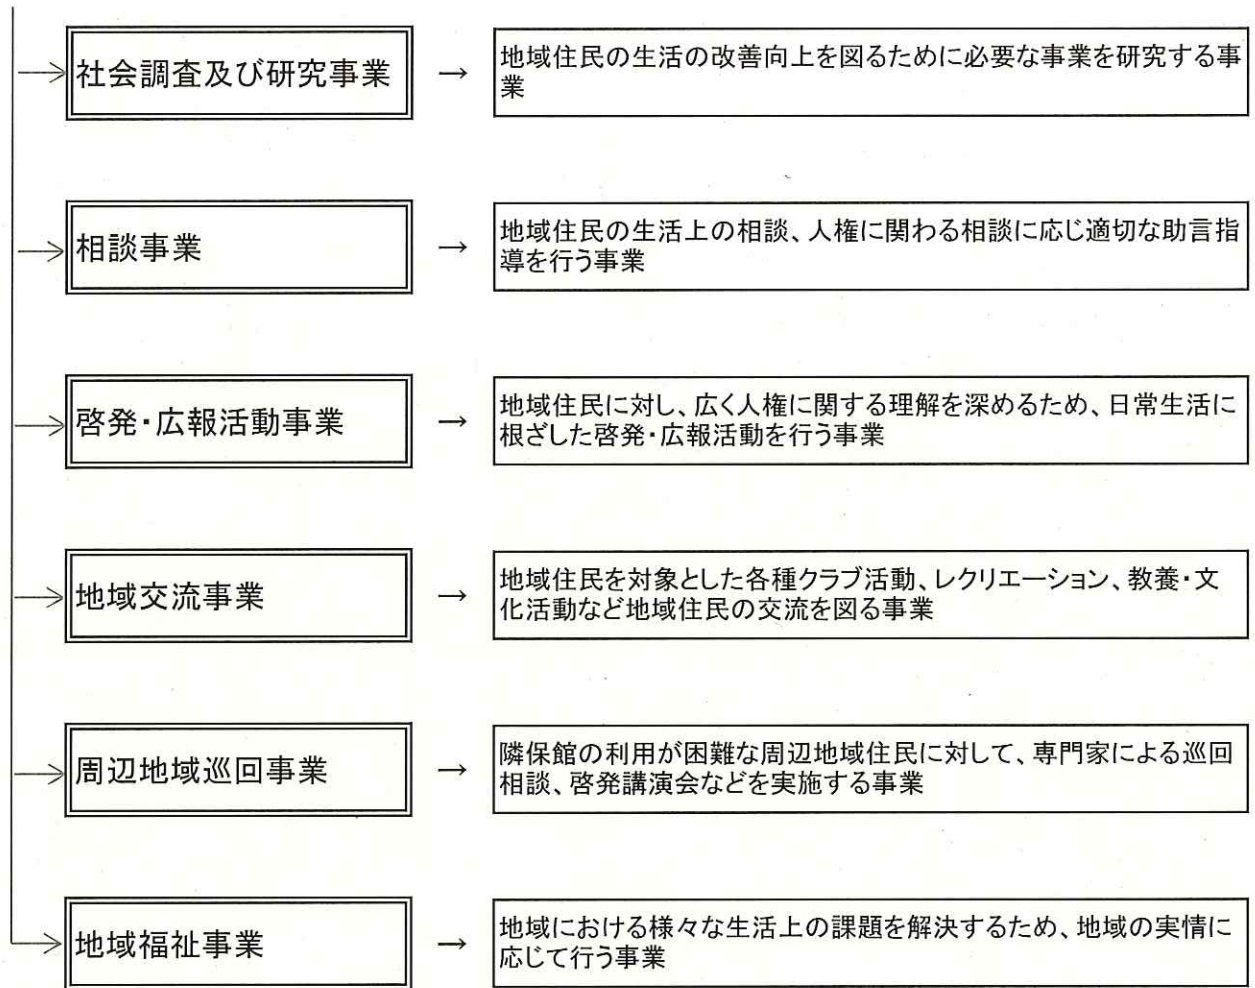 社会調査及び研究事業
→
地域住民の生活の改善向上を図るために必要な事業を研究する事
業
相談事業
→
地域住民の生活上の相談、人権に関わる相談に応じ適切な助言指
導を行う事業
啓発・広報活動事業
→
地域住民に対し、広く人権に関する理解を深めるため、日常生活に
根ざした啓発・広報活動を行う事業
地域交流事業
→
地域住民を対象とした各種クラブ活動、レクリエーション、教養・文
化活動など地域住民の交流を図る事業
周辺地域巡回事業
→
隣保館の利用が困難な周辺地域住民に対して、専門家による巡回
相談、啓発講演会などを実施する事業
地域福祉事業
→
地域における様々な生活上の課題を解決するため、地域の実情に
応じて行う事業